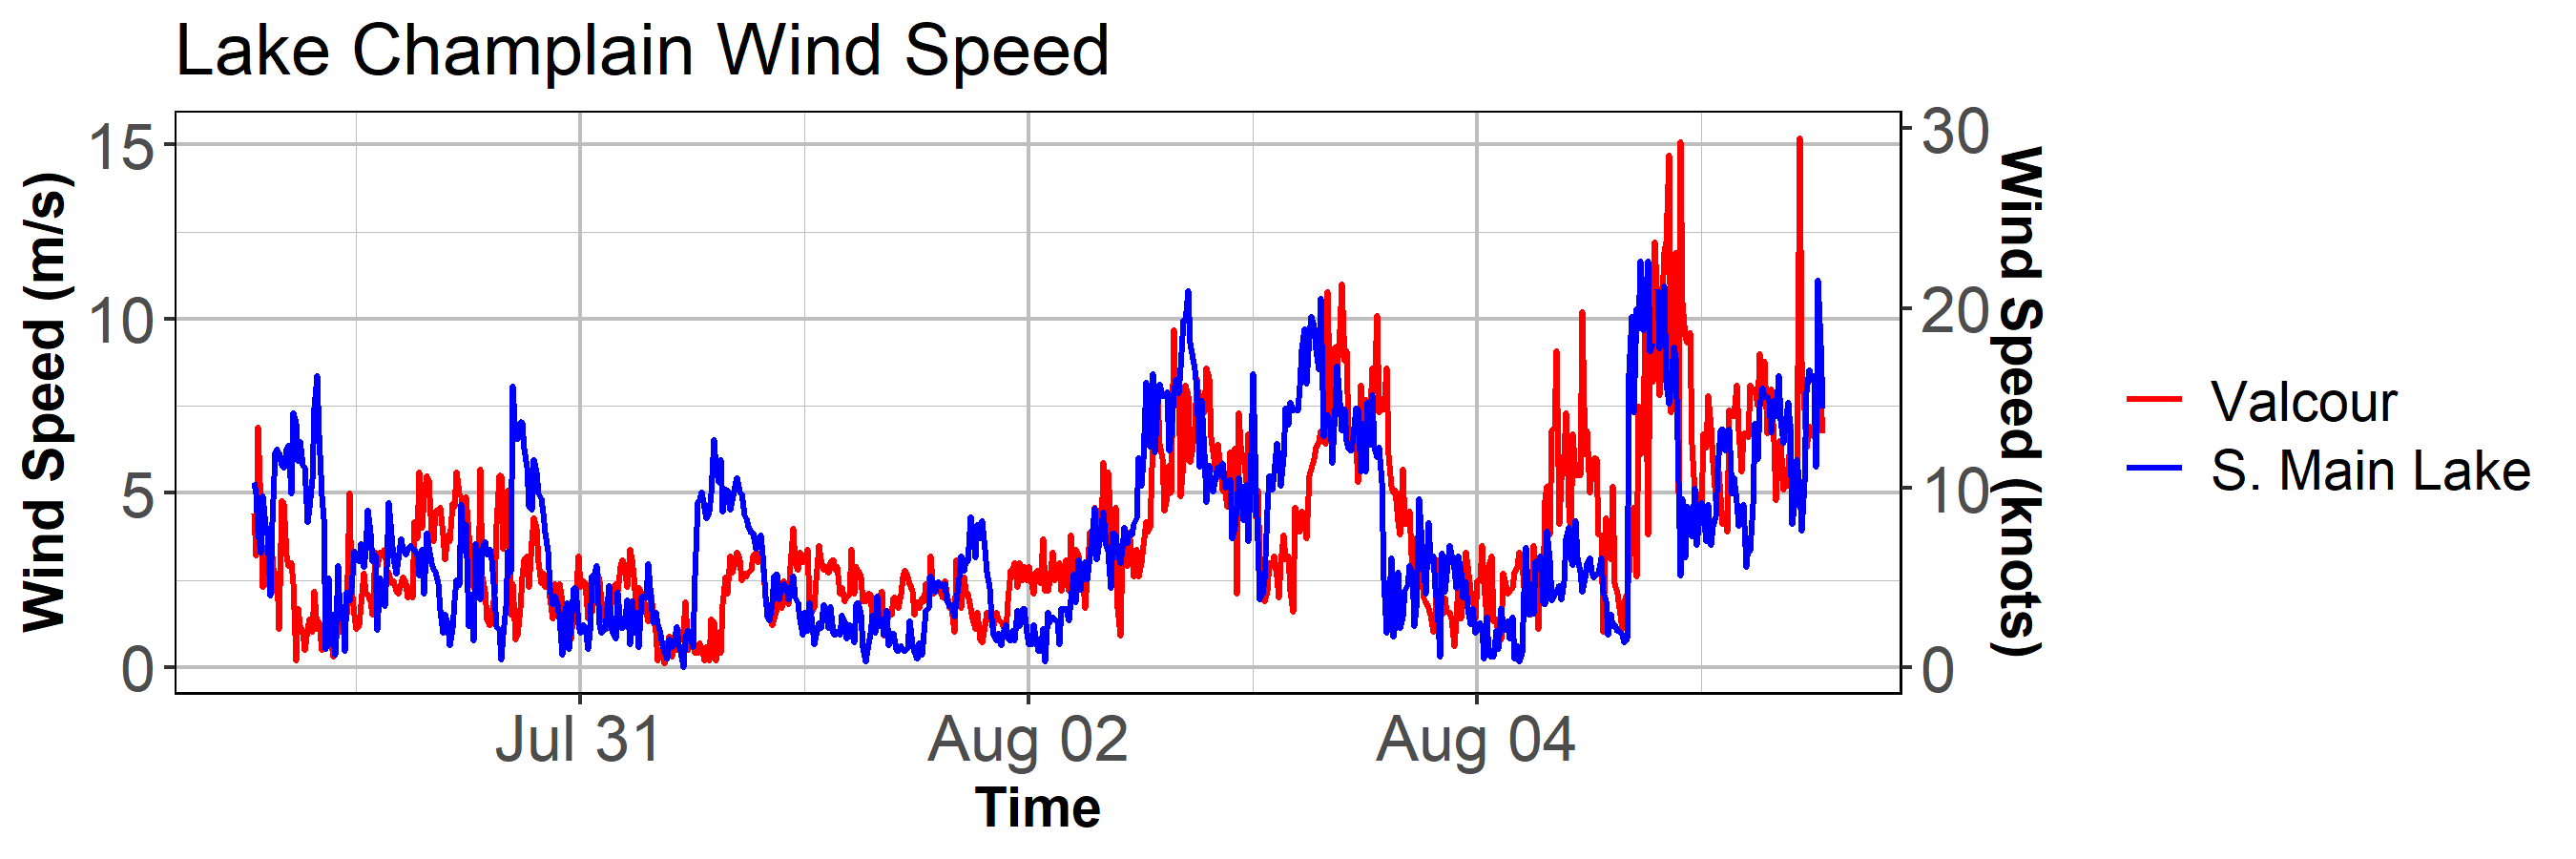 Lake Champlain Wind Speed
Wind Speed (m/s)
15
10
5
0
30
20
10
0
Wind Speed (knots)
Jul 31
Aug 02
Aug 04
Time
Valcour
S. Main Lake